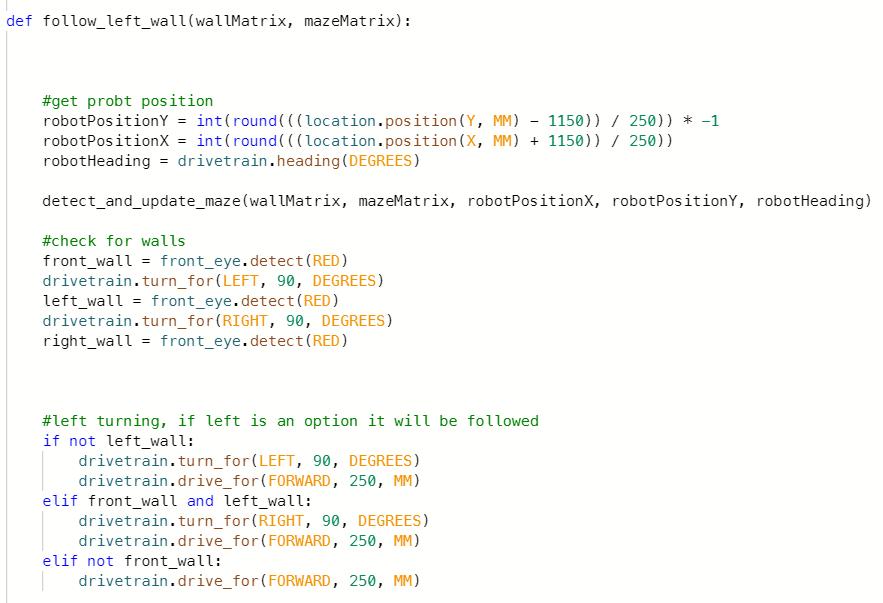 def follow_left_wall(wallMatrix, mazeMatrix):
#get probt position
robotPositionY = int(round(((location.position(Y, MM) - 1150)) / 250)) * -1
robotPositionX = int(round(((location.position(X, MM) + 1150)) / 250))
robotHeading = drivetrain.heading(DEGREES)
detect_and_update_maze(wallMatrix, mazeMatrix, robotPositionX, robotPositionY, robotHeading)
#check for walls
front_wall = front_eye.detect(RED)
drivetrain.turn_for(LEFT, 90, DEGREES)
left_wall = front_eye.detect(RED)
drivetrain.turn_for(RIGHT, 90, DEGREES)
right_wall = front_eye.detect(RED)
#left turning, if left is an option it will be followed
if not left_wall:
drivetrain.turn_for(LEFT, 90, DEGREES)
drivetrain.drive_for(FORWARD, 250, MM)
elif front_wall and left_wall:
drivetrain.turn_for(RIGHT, 90, DEGREES)
drivetrain.drive_for(FORWARD, 250, MM)
elif not front_wall:
drivetrain.drive_for(FORWARD, 250, MM)